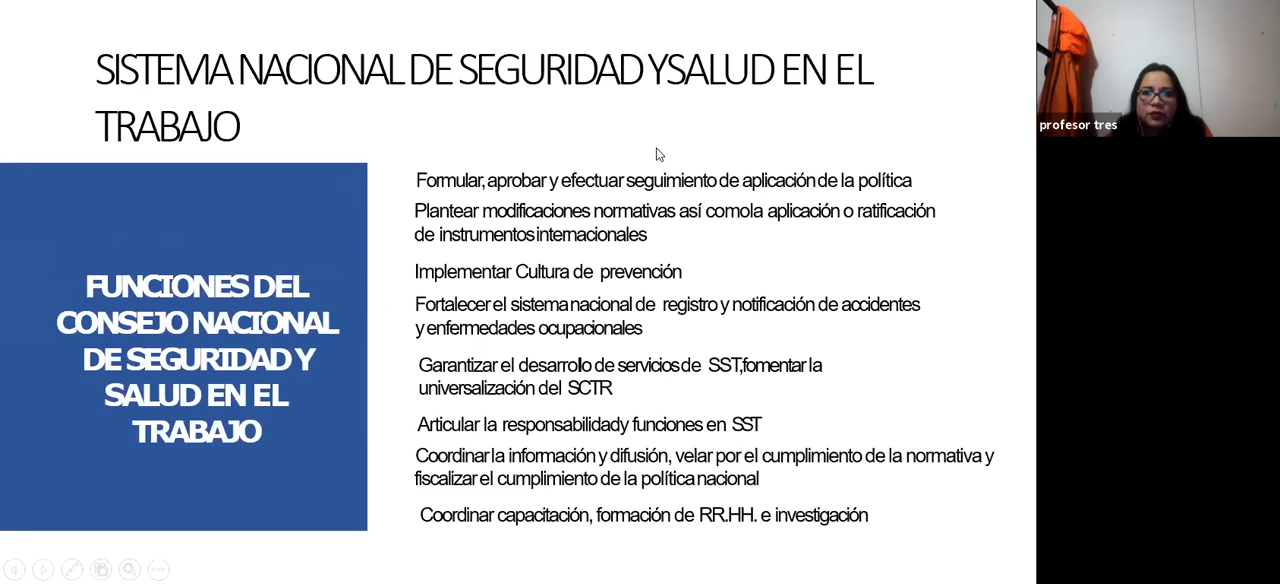 SISTEMA NACIONAL DE SEGURIDAD YSALUD EN EL
TRABAJO
FUNCIONES DEL
CONSEJO NACIONAL
DE SEGURIDAD Y
SALUD EN EL
TRABAJO
Formular, aprobar y efectuar seguimiento de aplicación de la política
Plantear modificaciones normativas así comola aplicación o ratificación
de instrumentos internacionales
Implementar Cultura de prevención
Fortalecer el sistema nacional de registro y notificación de accidentes
y enfermedades ocupacionales
Garantizar el desarrollo de servicios de SST,fomentar la
universalización del SCTR
Articular la responsabilidady funciones en SST
Coordinar la información y difusión, velar por el cumplimiento de la normativa y
fiscalizar el cumplimiento de la política nacional
Coordinar capacitación, formación de RR.HH. e investigación
profesor tres